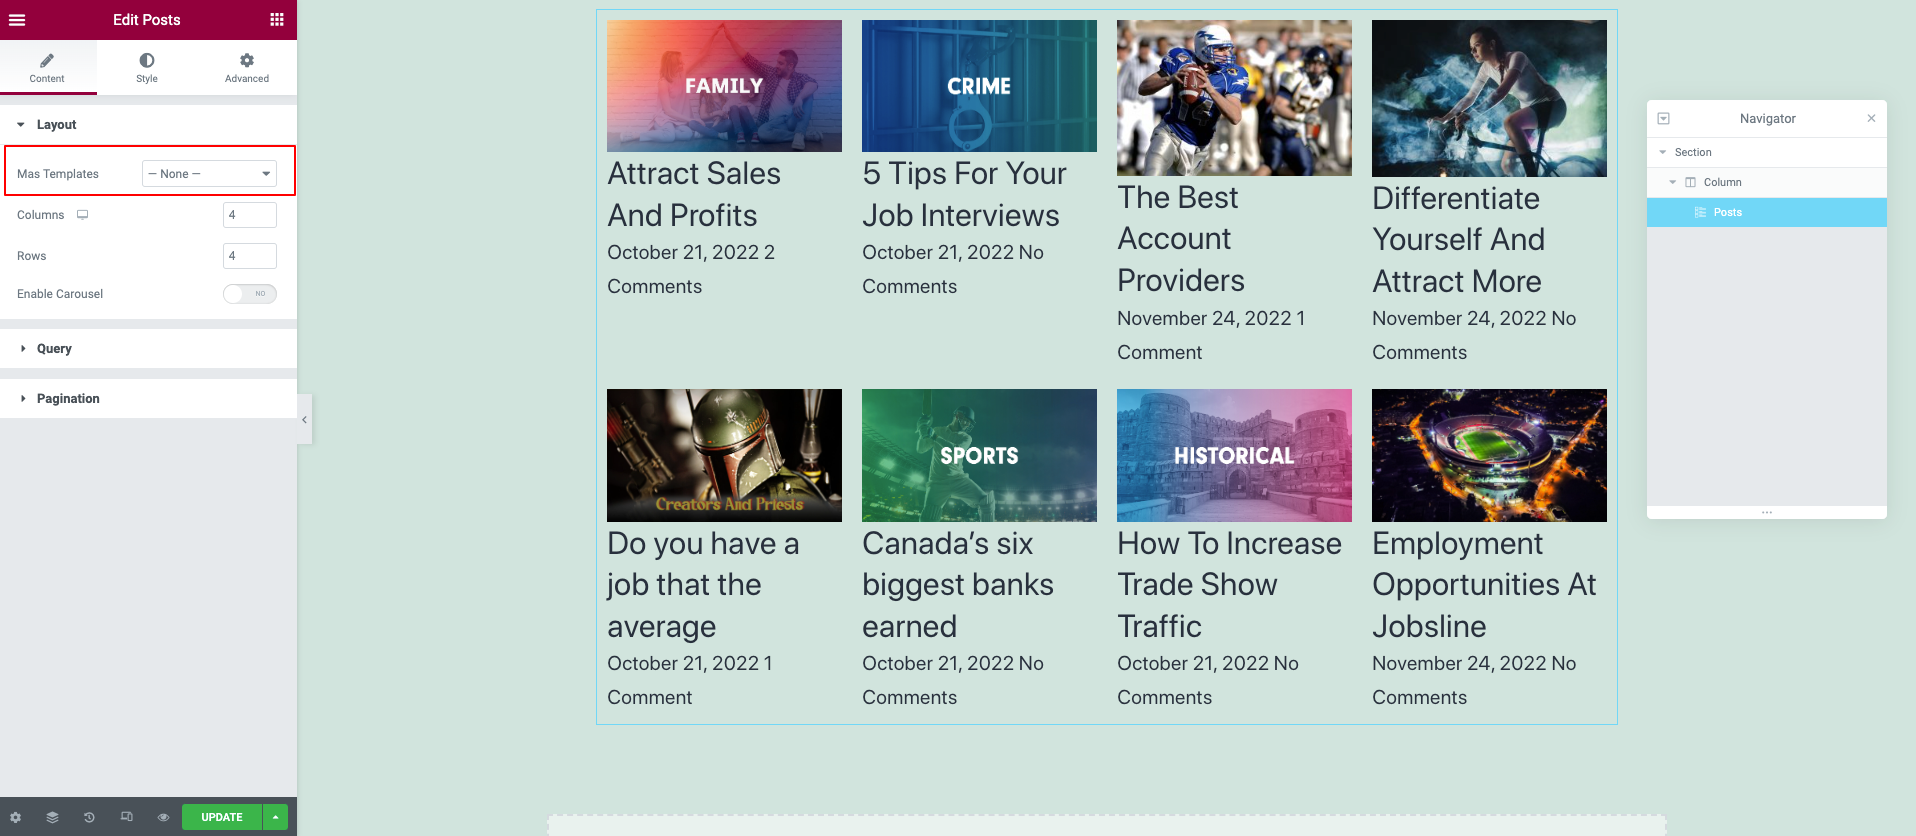 Edit Posts
Content
Style
Advanced
Layout
Mas Templates
— None —
Columns
4
Rows
4
Enable Carousel
NO
Query
Pagination
UPDATE
FAMILY
Attract Sales
And Profits
October 21, 2022 2
Comments
CRIME
5 Tips For Your
Job Interviews
October 21, 2022 No
Comments
14
The Best
Account
Providers
November 24, 2022 1
Comment
Differentiate
Yourself And
Attract More
November 24, 2022 No
Comments
Creators And Priests
Do you have a
job that the
average
October 21, 2022 1
Comment
SPORTS
Canada's six
biggest banks
earned
October 21, 2022 No
Comments
HISTORICAL
How To Increase
Trade Show
Traffic
October 21, 2022 No
Comments
Employment
Opportunities At
Jobsline
November 24, 2022 No
Comments
Navigator
Section
Column
Posts